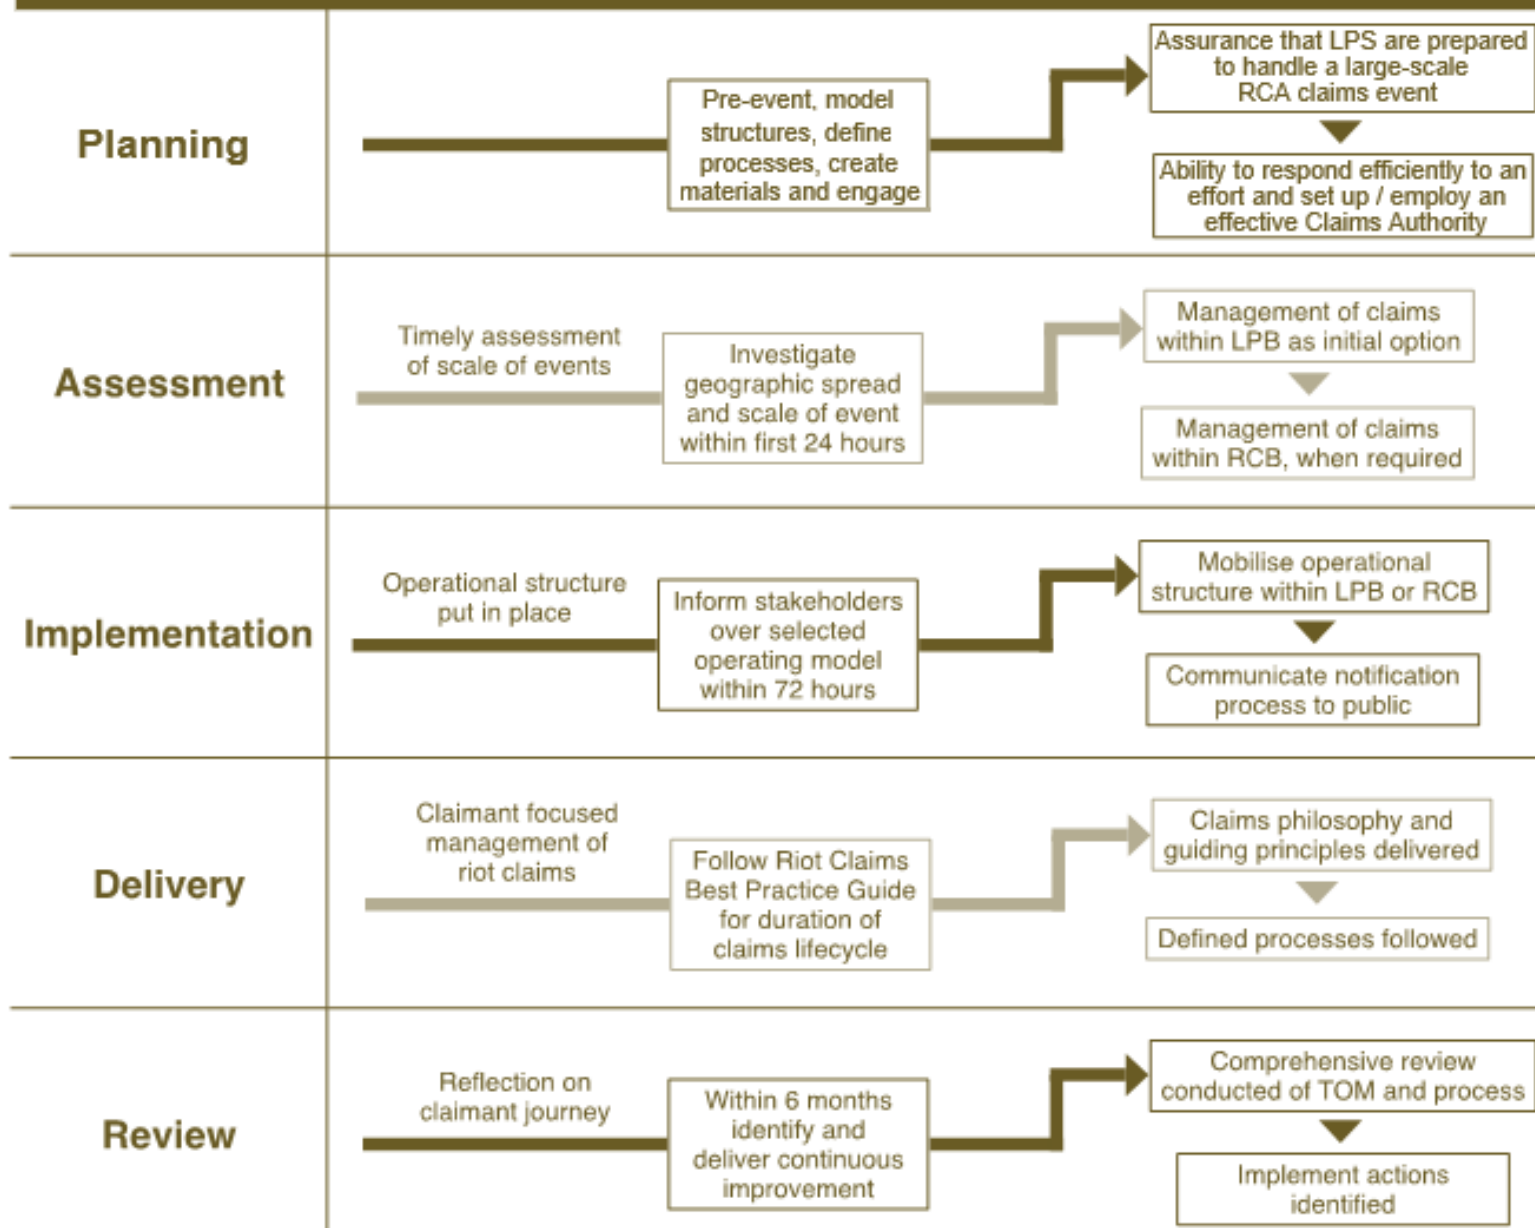 Planning
Pre-event, model
structures, define
processes, create
materials and engage
Assurance that LPS are prepared
to handle a large-scale
RCA claims event
Ability to respond efficiently to an
effort and set up / employ an
effective Claims Authority
Assessment
Timely assessment
of scale of events
Investigate
geographic spread
and scale of event
within first 24 hours
Management of claims
within LPB as initial option
Management of claims
within RCB, when required
Implementation
Operational structure
put in place
Inform stakeholders
over selected
operating model
within 72 hours
Mobilise operational
structure within LPB or RCB
Communicate notification
process to public
Delivery
Claimant focused
management of
riot claims
Follow Riot Claims
Best Practice Guide
for duration of
claims lifecycle
Claims philosophy and
guiding principles delivered
Defined processes followed
Review
Reflection on
claimant journey
Within 6 months
identify and
deliver continuous
improvement
Comprehensive review
conducted of TOM and process
Implement actions
identified